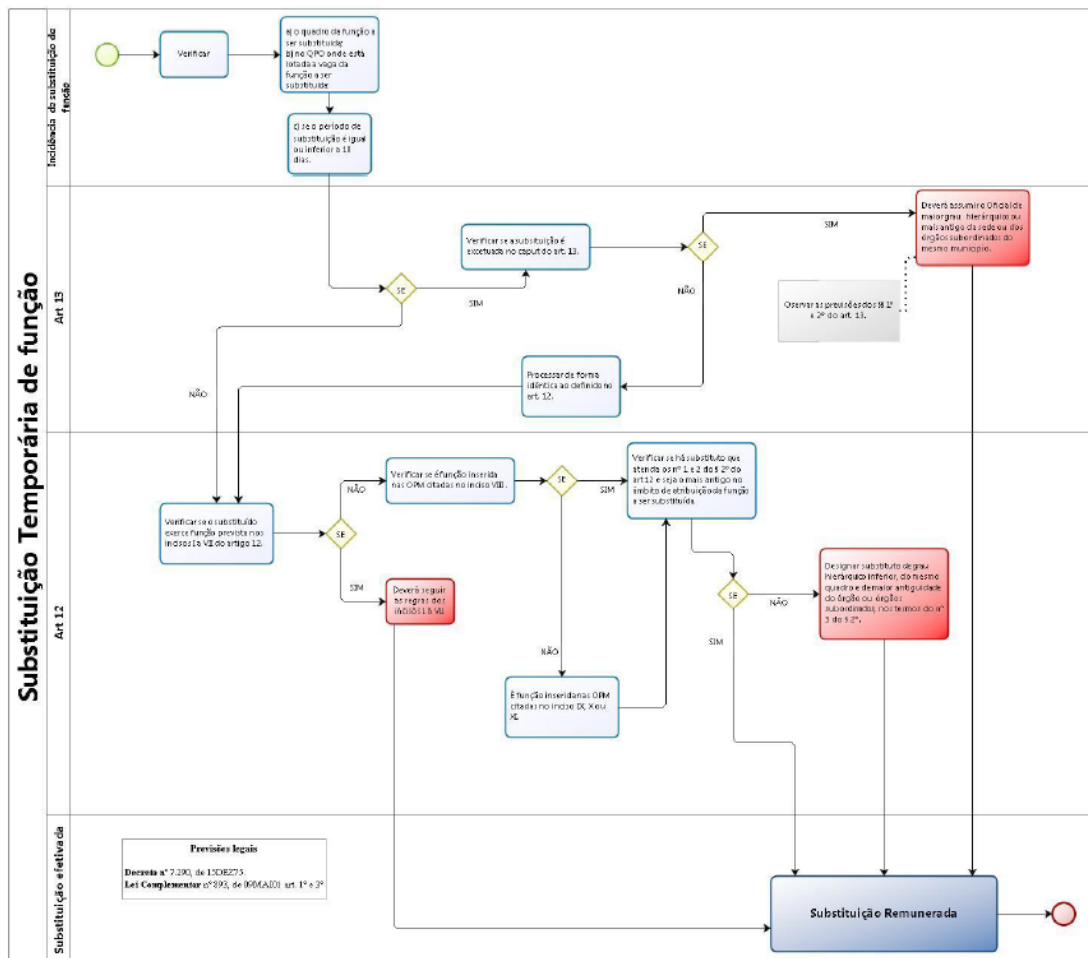 Substituição Temporária de função
Incidência da substituição de
função
Verificar
a) o quadro da função a
ser substituída;
b) no QPO onde está
lotada a vaga da
função a ser
substituída;
c) se o período de
substituição é igual
ou inferior a
dias.
Art 13
SE
SIM
NÃO
Verificar se a substituição é
excetuada no caput do art. 13.
SE
SIM
NÃO
Deverá assumir o Oficial de
maior grau hierárquios ou
mais antigo da sede ou dos
órgãos subordinados do
mesmo município.
Oservar as previsões dos §§ 1º
e 2º do art. 13.
Processar de forma
idêntica ao definido no
art. 12.
Art 12
Verificar se o substituído
exerce função prevista nos
incisos I a VII do artigo 12.
SE
NÃO
SIM
Verificar se é função inserida
nas OPM citadas no inciso VIII.
Deverá seguir
as regras dos
incisos I a VII.
SE
SIM
NÃO
É função inserida nas OPM
citadas no inciso IX, X ou
XI.
Verificar se há substituto que
atenda os nº 1 e 2 do § 2º do
art 12 e seja o mais antigo no
âmbito de atribuição da função
a ser substituída.
SE
NÃO
SIM
Designar substituto de grau
hierárquico inferior, do mesmo
quadro e de maior antiguidade
do órgão ou órgãos
subordinados, nos termos do nº
3 do § 2º.
Substituição efetivada
Previsões legais
Decreto nº 7.290, de 15DEZ75.
Lei Complementar nº 893, de 09MAI01 art. 1º e 3º
Substituição Remunerada